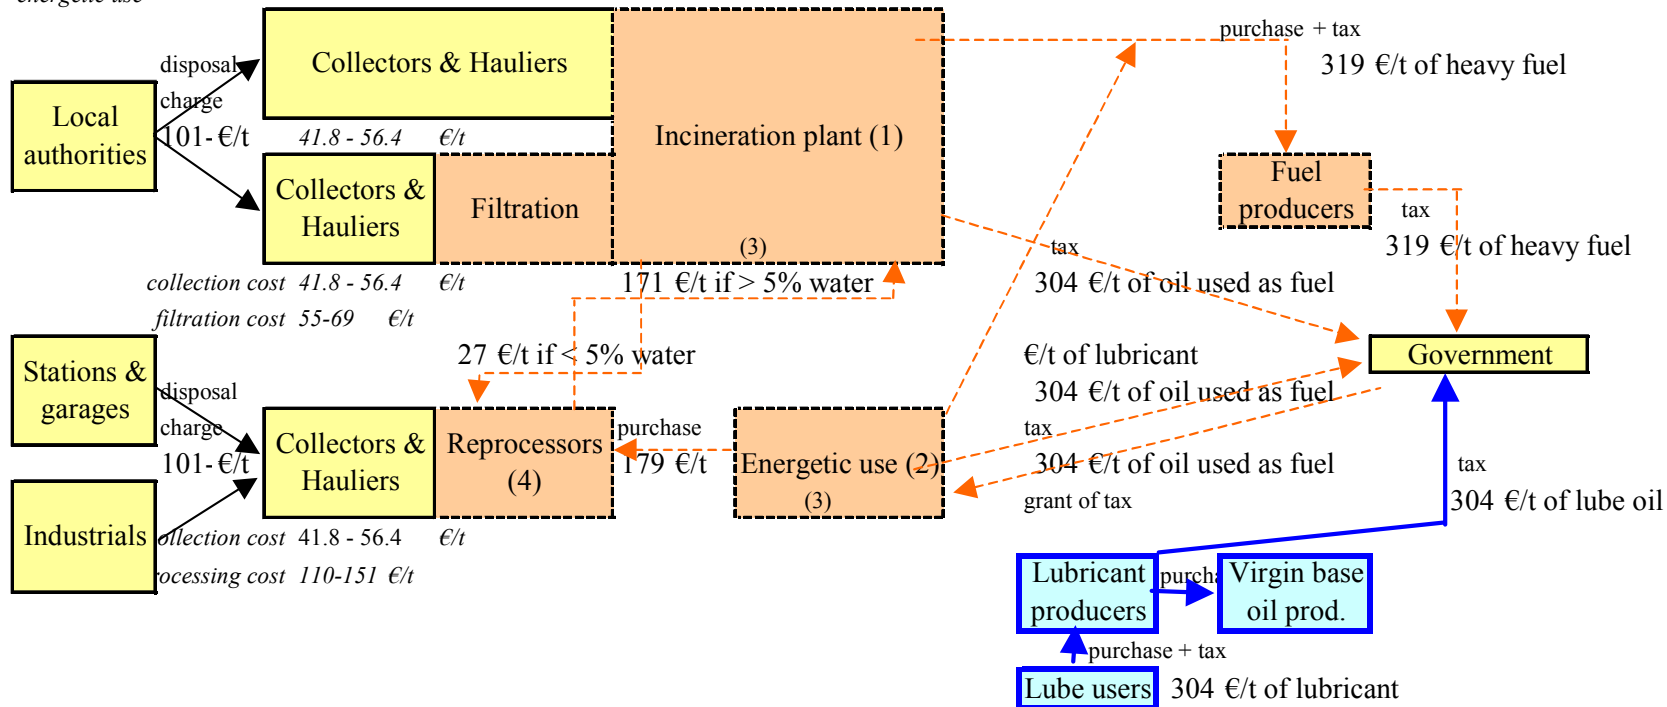 energetic use
purchase + tax
319 €/t of heavy fuel
disposal
charge
101- €/t
Local
authorities
Collectors & Hauliers
41.8 - 56.4 €/t
Incineration plant (1)
(3)
Collectors &
Hauliers
Filtration
Fuel
producers
tax
319 €/t of heavy fuel
tax
304 €/t of oil used as fuel
collection cost 41.8 - 56.4 €/t
filtration cost 55-69 €/t
171 €/t if > 5% water
27 €/t if < 5% water
€/t of lubricant
304 €/t of oil used as fuel
Government
Stations &
garages
disposal
charge
101- €/t
Collectors &
Hauliers
Reprocessors
(4)
purchase
179 €/t
Energetic use (2)
(3)
tax
304 €/t of oil used as fuel
grant of tax
tax
304 €/t of lube oil
Industrials
ollection cost 41.8 - 56.4 €/t
rocessing cost 110-151 €/t
Lubricant
producers
purcha
Virgin base
oil prod.
purchase + tax
Lube users
304 €/t of lubricant